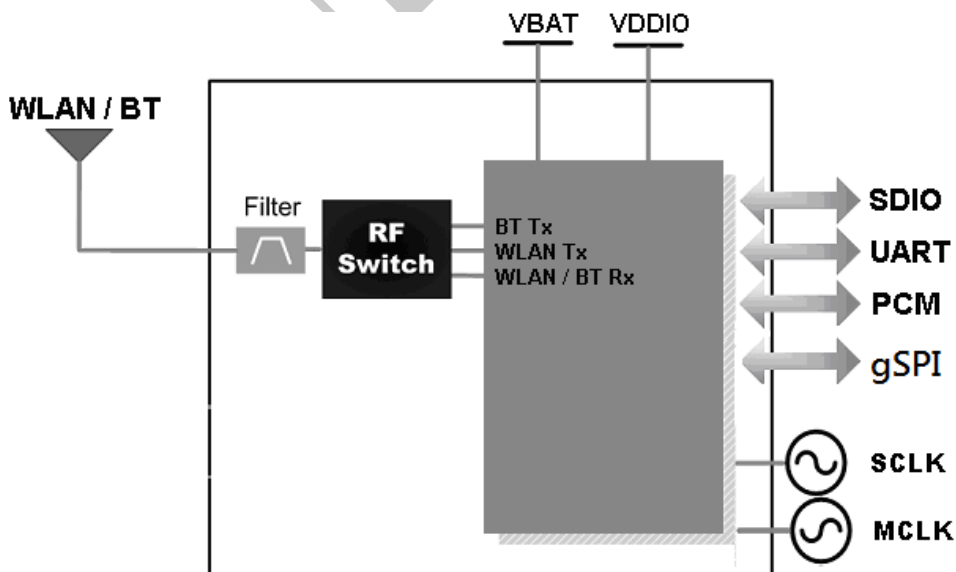 VBAT
VDDIO
WLAN / BT
Filter
RF
Switch
BT Tx
WLAN Tx
WLAN / BT Rx
SDIO
UART
PCM
gSPI
SCLK
MCLK